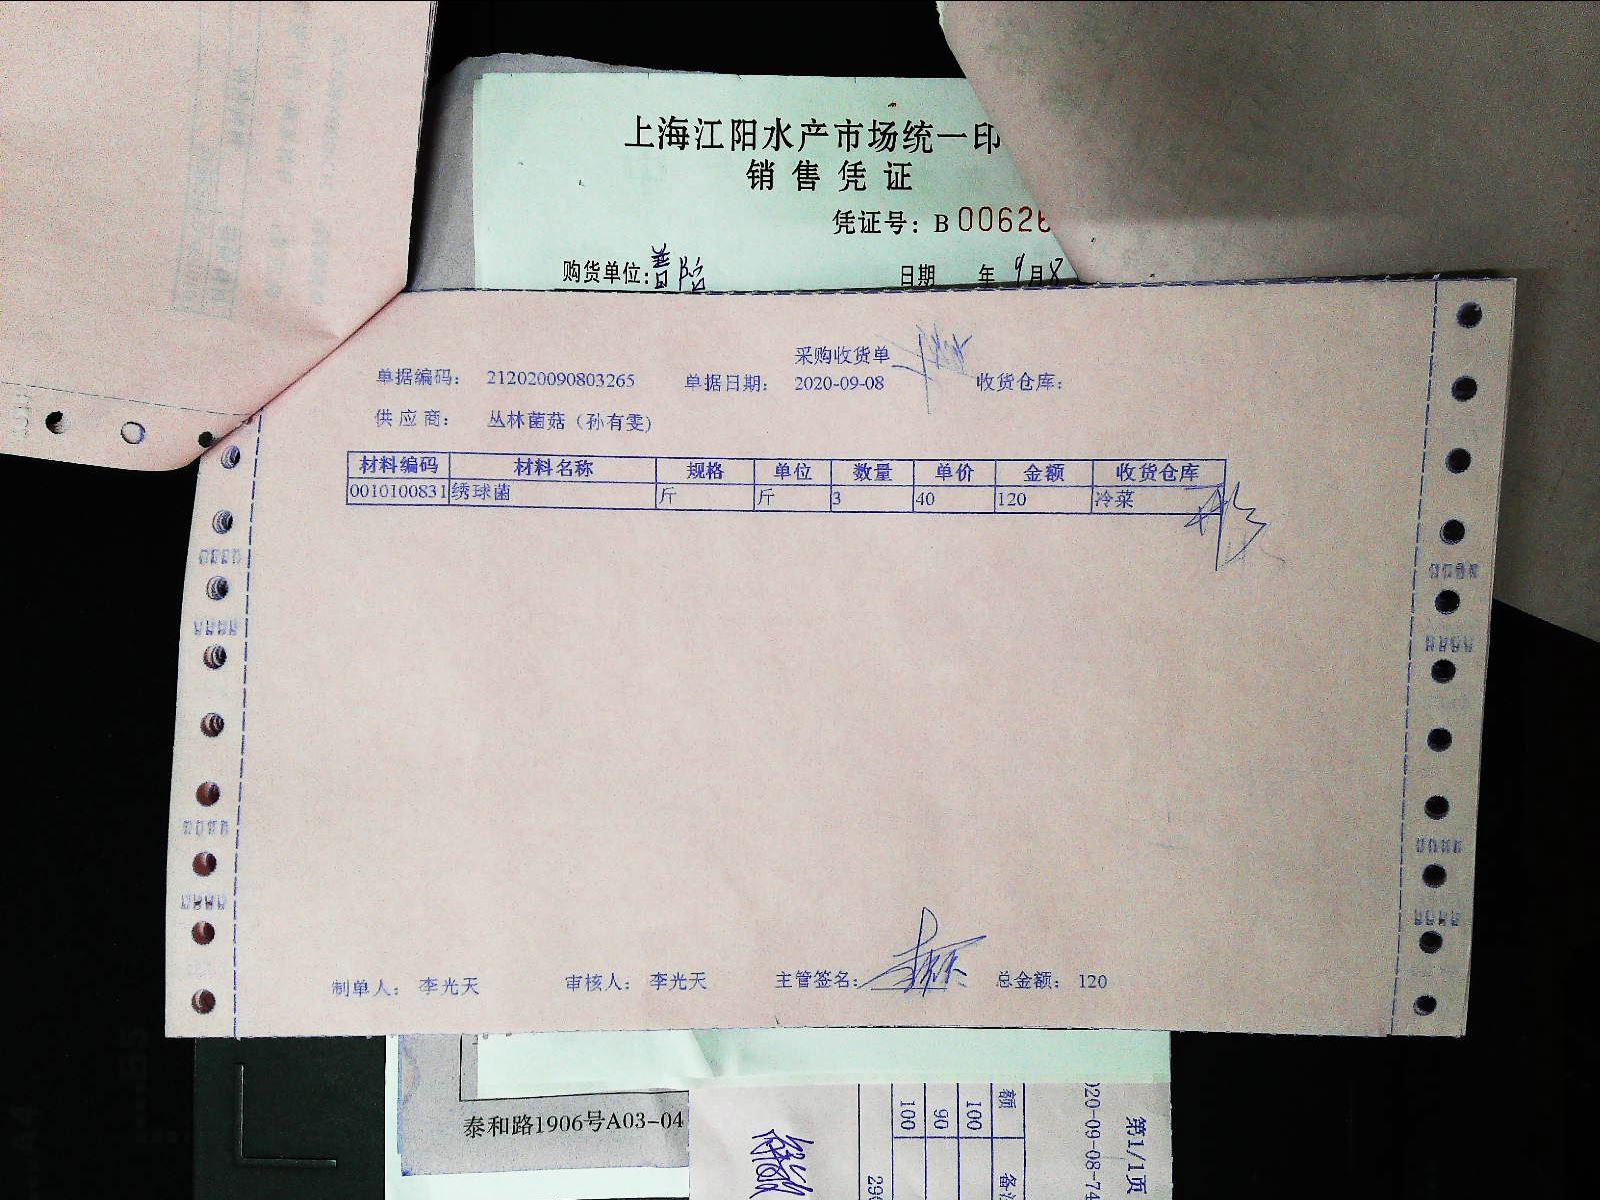 上海江阳水产市场统一印
销售凭证
凭证号：B 00626
购货单位：普陀 日期 年 9月8
采购收货单
单据编码： 212020090803265 单据日期： 2020-09-08 收货仓库：
供应商： 丛林菌菇（孙有雯）
材料编码 材料名称 规格 单位 数量 单价 金额 收货仓库
0010100831 绣球菌 斤 斤 3 40 120 冷菜
制单人： 李光天 审核人： 李光天 主管签名： 总金额： 120
泰和路1906号A03-04
额
100
90
100
第1/1页